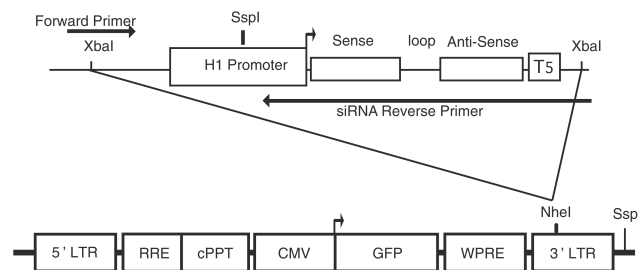 Forward Primer
SspI
XbaI
Sense
loop
Anti-Sense
XbaI
H1 Promoter
T5
siRNA Reverse Primer
NheI
Ssp
5' LTR
RRE
cPPT
CMV
GFP
WPRE
3' LTR